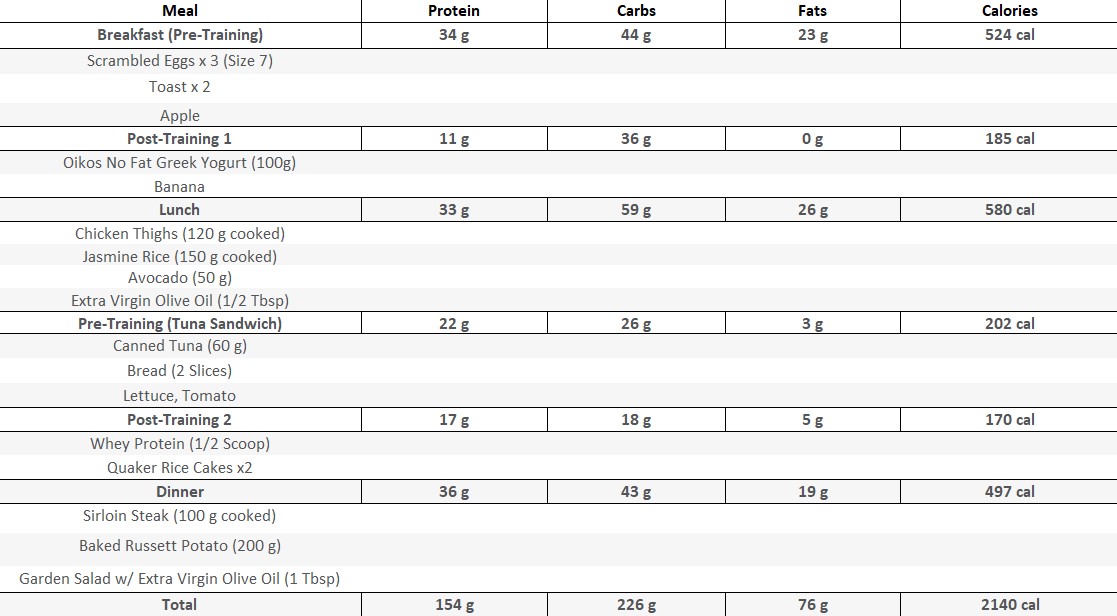 Meal Protein Carbs Fats Calories
Breakfast (Pre-Training) 34 g 44 g 23 g 524 cal
Scrambled Eggs x 3 (Size 7)
Toast x 2
Apple
Post-Training 1 11 g 36 g 0 g 185 cal
Oikos No Fat Greek Yogurt (100g)
Banana
Lunch 33 g 59 g 26 g 580 cal
Chicken Thighs (120 g cooked)
Jasmine Rice (150 g cooked)
Avocado (50 g)
Extra Virgin Olive Oil (1/2 Tbsp)
Pre-Training (Tuna Sandwich) 22 g 26 g 3 g 202 cal
Canned Tuna (60 g)
Bread (2 Slices)
Lettuce, Tomato
Post-Training 2 17 g 18 g 5 g 170 cal
Whey Protein (1/2 Scoop)
Quaker Rice Cakes x2
Dinner 36 g 43 g 19 g 497 cal
Sirloin Steak (100 g cooked)
Baked Russett Potato (200 g)
Garden Salad w/ Extra Virgin Olive Oil (1 Tbsp)
Total 154 g 226 g 76 g 2140 cal